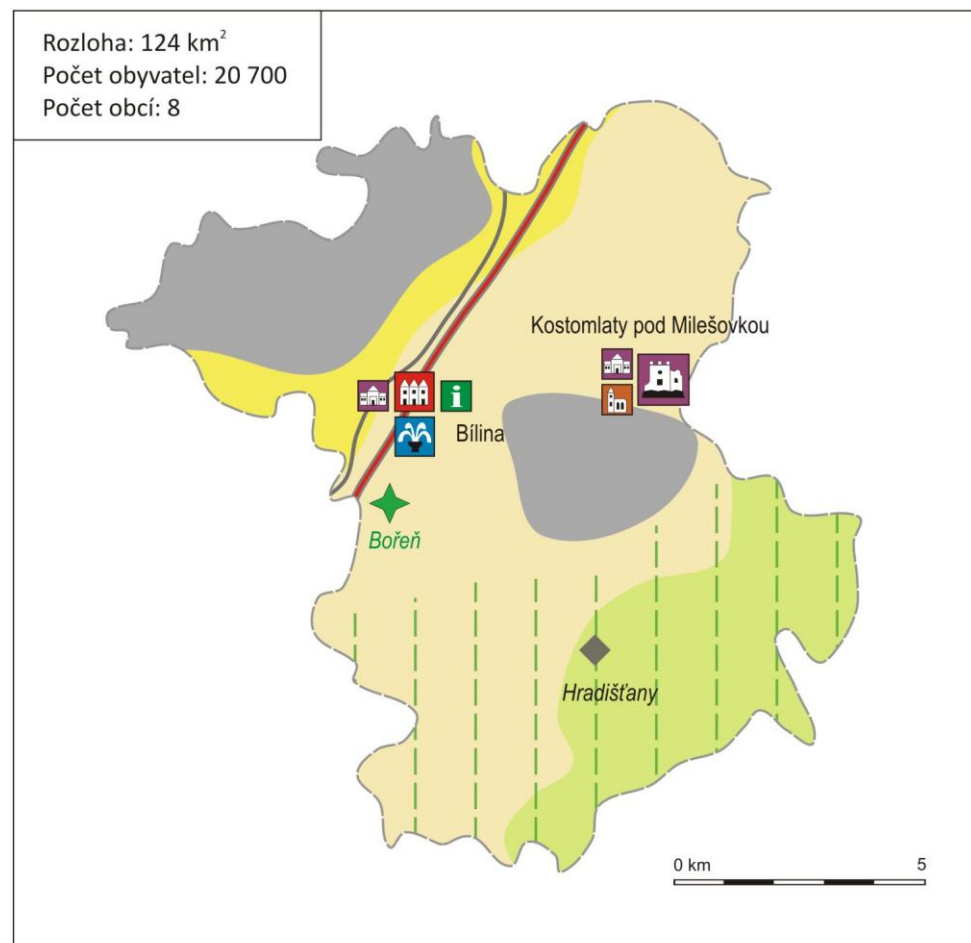 Rozloha: 124 km²
Počet obyvatel: 20 700
Počet obcí: 8
Kostomlaty pod Milešovkou
i
Bílina
Bořeň
Hradišťany
0 km 5